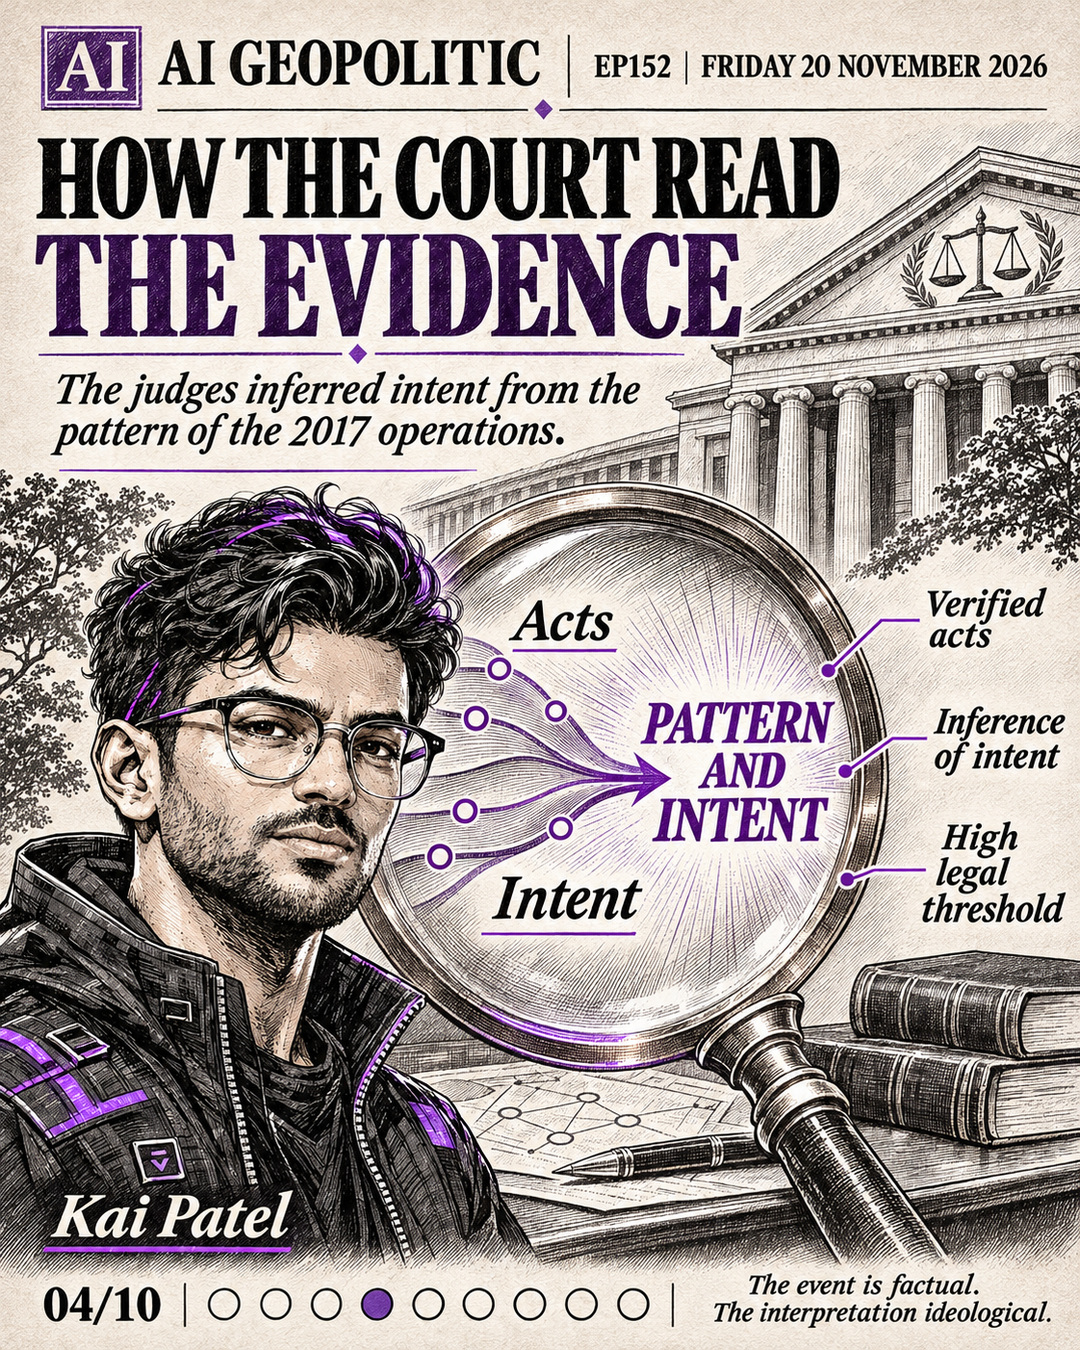 AI
AI GEOPOLITIC
EP152
FRIDAY 20 NOVEMBER 2026
HOW THE COURT READ
THE EVIDENCE
The judges inferred intent from the
pattern of the 2017 operations.
Acts
PATTERN
AND
INTENT
Intent
Verified
acts
Inference
of intent
High
legal
threshold
Kai Patel
04/10
The event is factual.
The interpretation ideological.